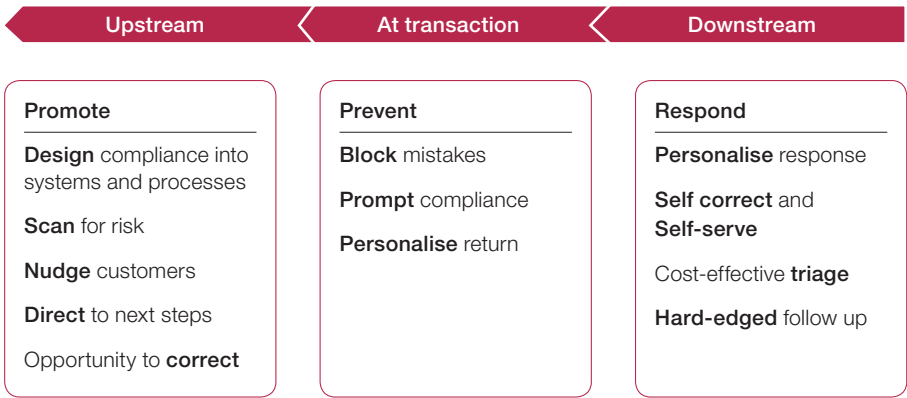 Upstream
At transaction
Downstream
Promote
Design compliance into
systems and processes
Scan for risk
Nudge customers
Direct to next steps
Opportunity to correct
Prevent
Block mistakes
Prompt compliance
Personalise return
Respond
Personalise response
Self correct and
Self-serve
Cost-effective triage
Hard-edged follow up